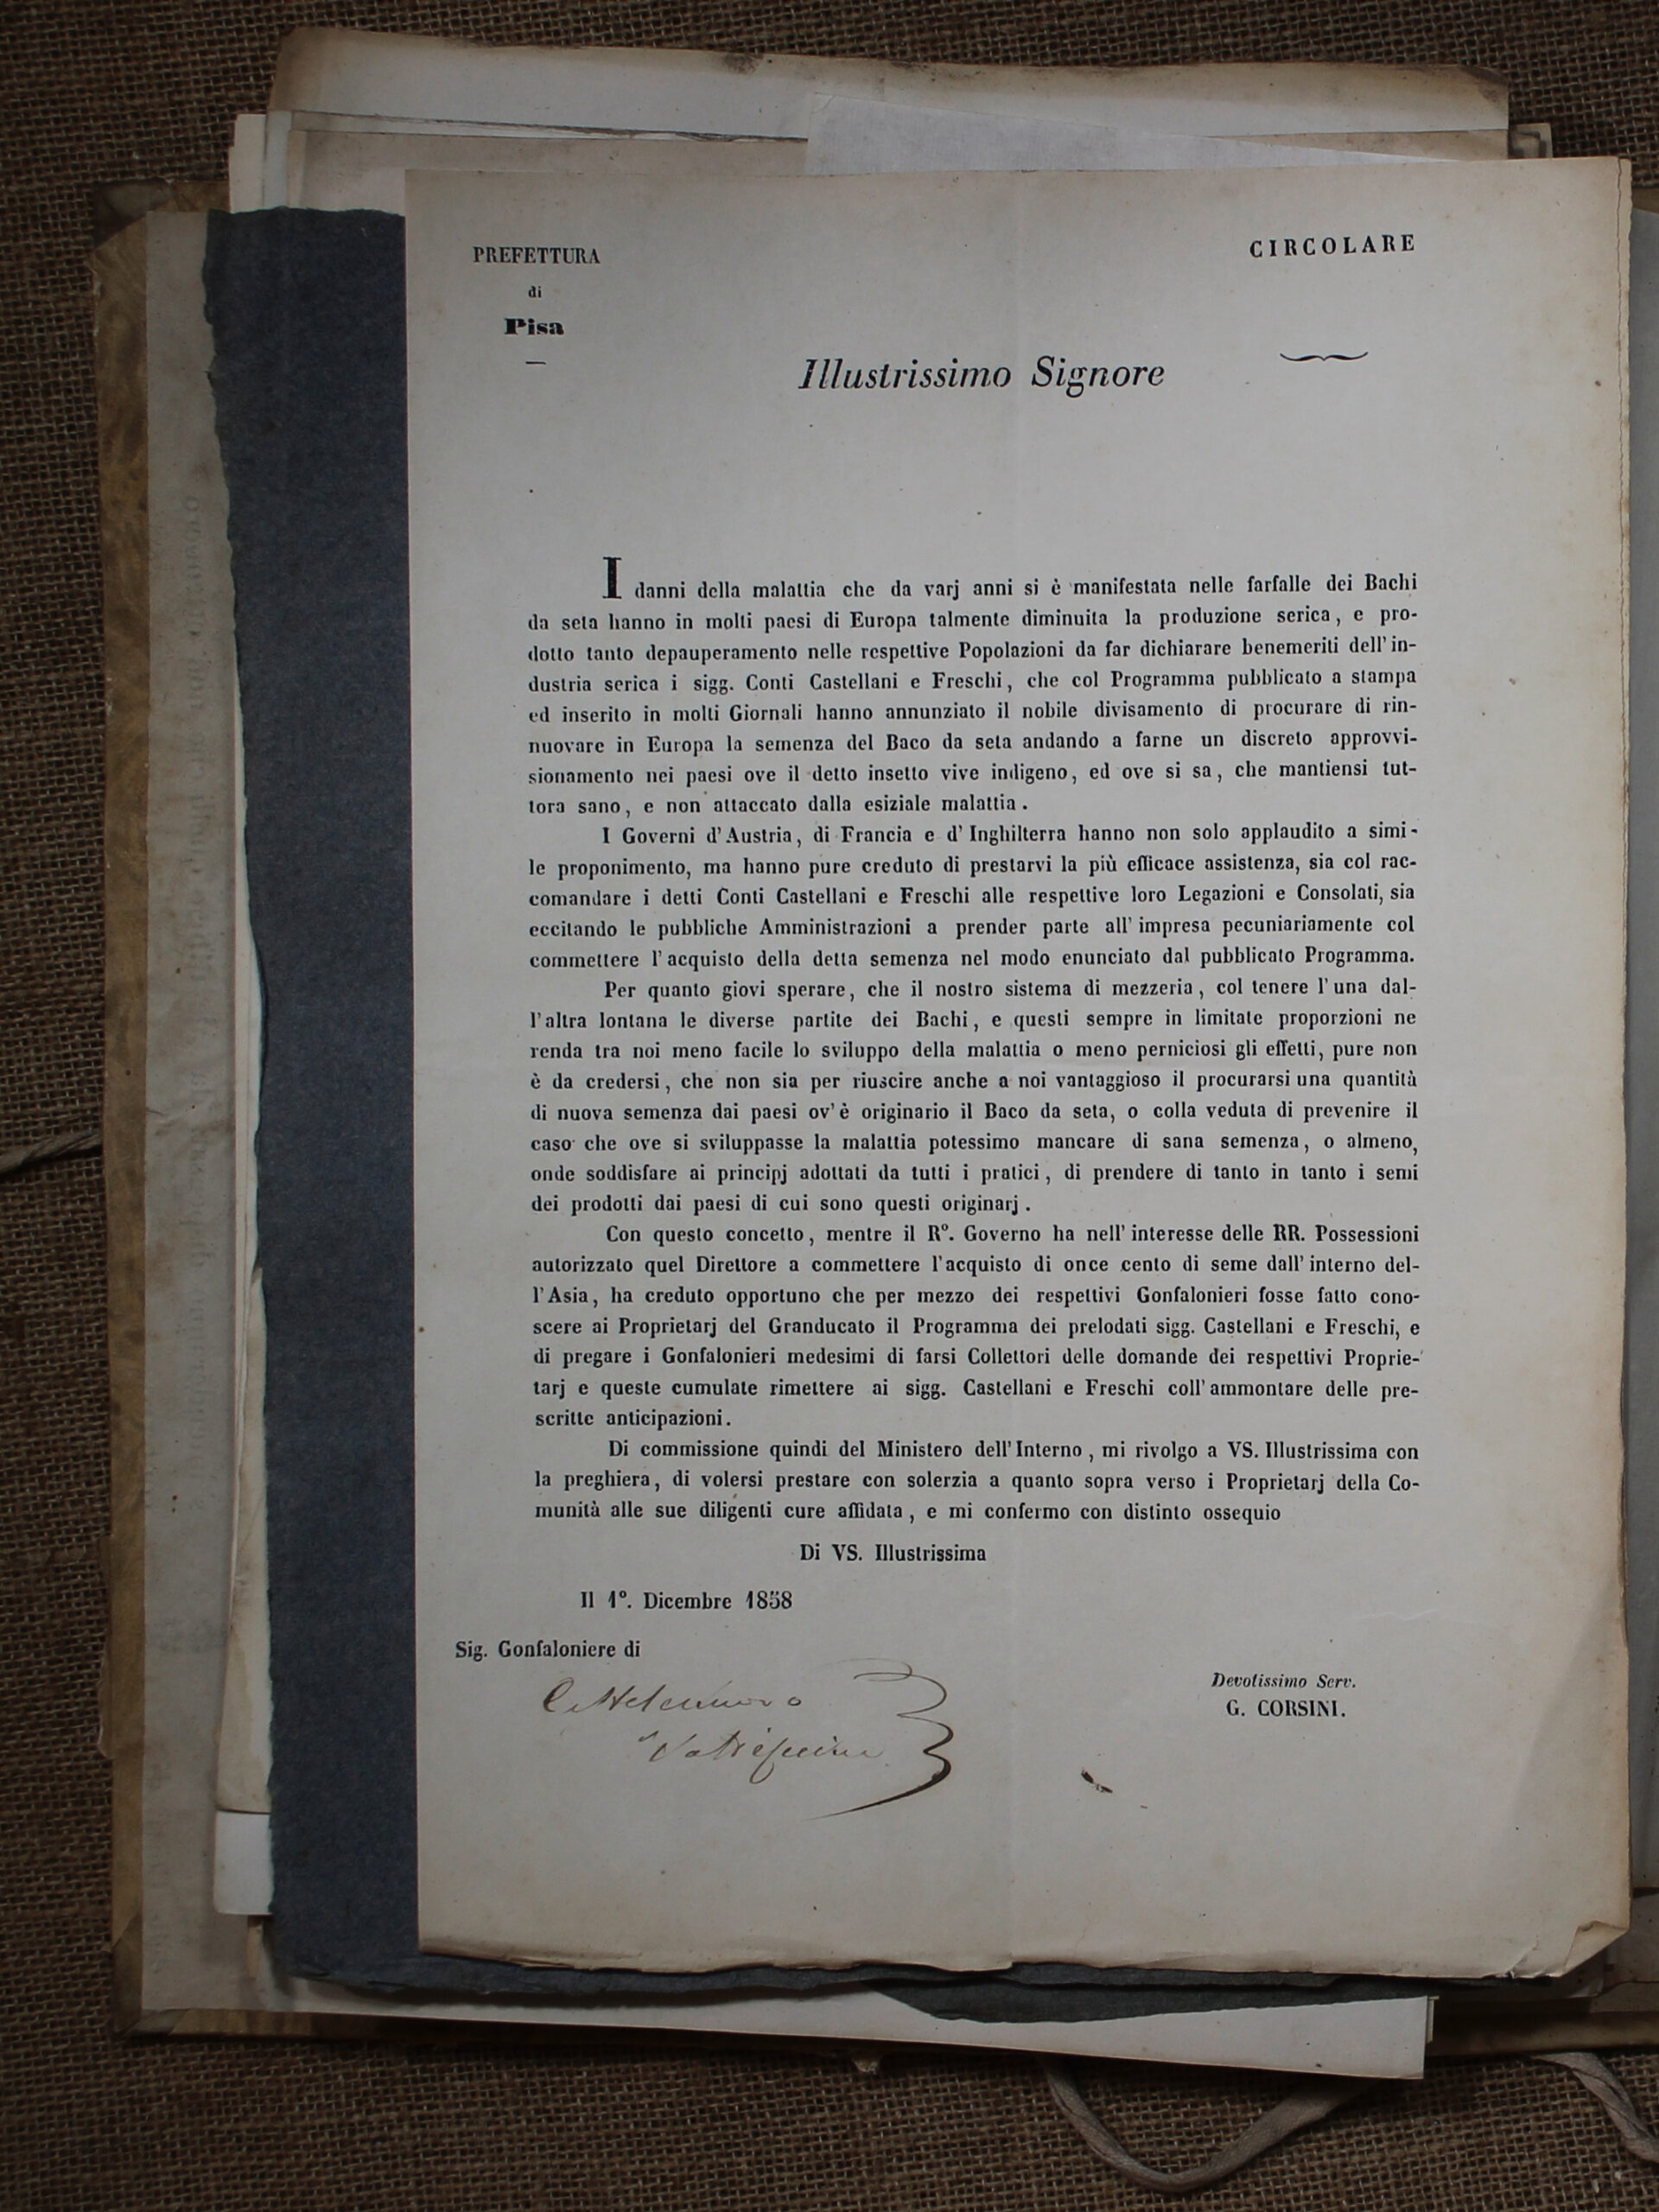 PREFETTURA
di
Pisa
CIRCOLARE
Illustrissimo Signore
I danni della malattia che da varj anni si è manifestata nelle farfalle dei Bachi
da seta hanno in molti paesi di Europa talmente diminuita la produzione serica, e pro-
dotto tanto depauperamento nelle respettive Popolazioni da far dichiarare benemeriti dell'in-
dustria serica i sigg. Conti Castellani e Freschi, che col Programma pubblicato a stampa
ed inserito in molti Giornali hanno annunziato il nobile divisamento di procurare di rin-
nuovare in Europa la semenza del Baco da seta andando a farne un discreto approvvi-
sionamento nei paesi ove il detto insetto vive indigeno, ed ove si sa, che mantiensi tut-
tora sano, e non attaccato dalla esiziale malattia.
I Governi d'Austria, di Francia e d'Inghilterra hanno non solo applaudito a simi-
le proponimento, ma hanno pure creduto di prestarvi la più efficace assistenza, sia col rac-
comandare i detti Conti Castellani e Freschi alle respettive loro Legazioni e Consolati, sia
eccitando le pubbliche Amministrazioni a prender parte all'impresa pecuniariamente col
commettere l'acquisto della detta semenza nel modo enunciato dal pubblicato Programma.
Per quanto giovi sperare, che il nostro sistema di mezzeria, col tenere l'una dal-
l'altra lontana le diverse partite dei Bachi, e questi sempre in limitate proporzioni ne
renda tra noi meno facile lo sviluppo della malattia o meno perniciosi gli effetti, pure non
è da credersi, che non sia per riuscire anche a noi vantaggioso il procurarsi una quantità
di nuova semenza dai paesi ov'è originario il Baco da seta, o colla veduta di prevenire il
caso che ove si sviluppasse la malattia potessimo mancare di sana semenza, o almeno,
onde soddisfare ai principj adottati da tutti i pratici, di prendere di tanto in tanto i semi
dei prodotti dai paesi di cui sono questi originarj.
Con questo concetto, mentre il Rº. Governo ha nell'interesse delle RR. Possessioni
autorizzato quel Direttore a commettere l'acquisto di once cento di seme dall'interno del-
l'Asia, ha creduto opportuno che per mezzo dei respettivi Gonfalonieri fosse fatto cono-
scere ai Proprietarj del Granducato il Programma dei prelodati sigg. Castellani e Freschi, e
di pregare i Gonfalonieri medesimi di farsi Collettori delle domande dei respettivi Proprie-
tarj e queste cumulate rimettere ai sigg. Castellani e Freschi coll'ammontare delle pre-
scritte anticipazioni.
Di commissione quindi del Ministero dell'Interno, mi rivolgo a VS. Illustrissima con
la preghiera, di volersi prestare con solerzia a quanto sopra verso i Proprietarj della Co-
munità alle sue diligenti cure affidata, e mi confermo con distinto ossequio
Di VS. Illustrissima
Il 1º. Dicembre 1858
Sig. Gonfaloniere di
Devotissimo Serv.
G. CORSINI.